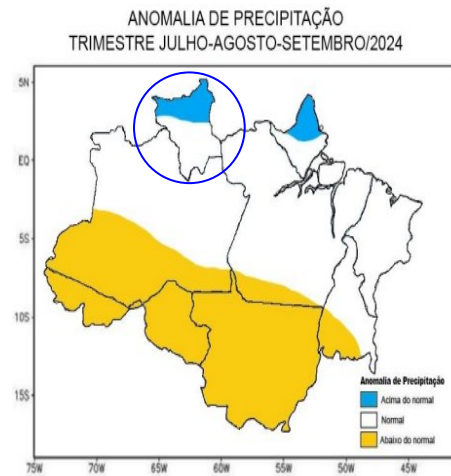 ANOMALIA DE PRECIPITAÇÃO
TRIMESTRE JULHO-AGOSTO-SETEMBRO/2024
5N
EQ
5S
10S
15S
Anomalia de Precipitação
Acima do normal
Normal
Abaixo do normal
75W 70W 65W 60W 55W 50W 45W